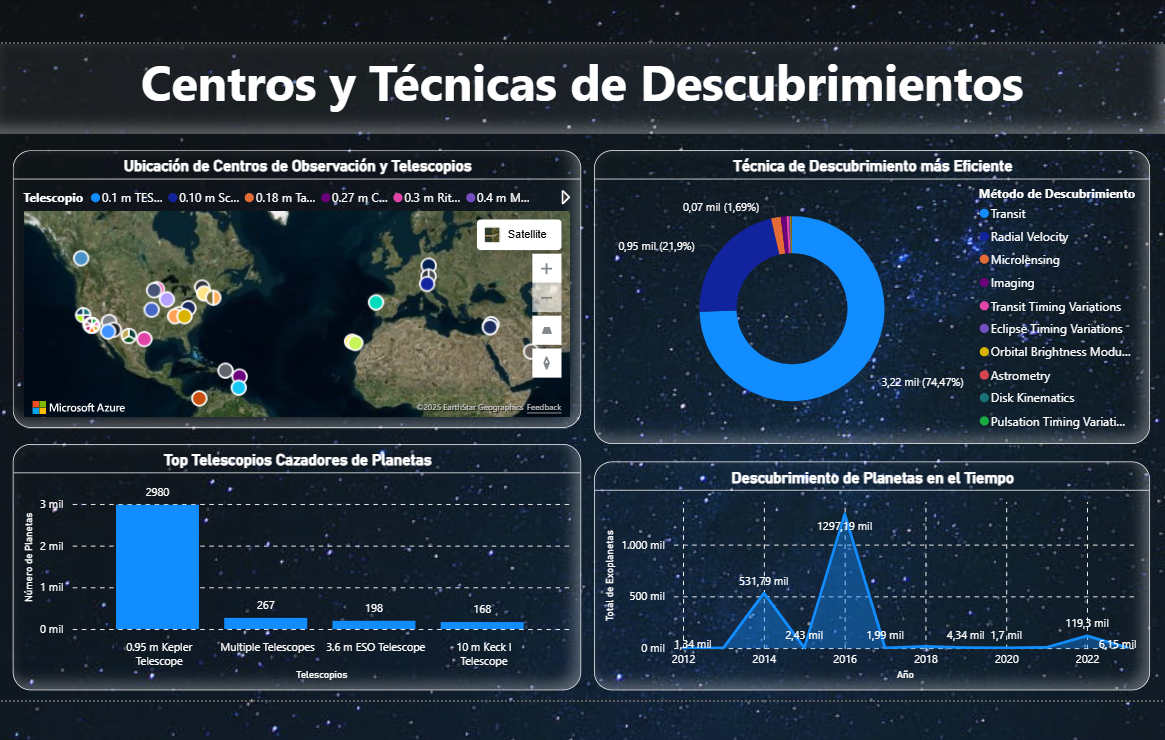 Centros y Técnicas de Descubrimientos
Ubicación de Centros de Observación y Telescopios
Telescopio 0.1 m TES... 0.10 m Sc... 0.18 m Ta... 0.27 m C... 0.3 m Rit... 0.4 m M...
Satellite
Microsoft Azure
©2025 EarthStar Geographics Feedback
Técnica de Descubrimiento más Eficiente
0,07 mil (1,69%)
0,95 mil (21,9%)
3,22 mil (74,47%)
Método de Descubrimiento
Transit
Radial Velocity
Microlensing
Imaging
Transit Timing Variations
Eclipse Timing Variations
Orbital Brightness Modu...
Astrometry
Disk Kinematics
Pulsation Timing Variati...
Top Telescopios Cazadores de Planetas
Número de Planetas
3 mil
2 mil
1 mil
0 mil
2980
267
198
168
0.95 m Kepler
Telescope
Multiple Telescopes
3.6 m ESO Telescope
10 m Keck I
Telescope
Telescopios
Descubrimiento de Planetas en el Tiempo
Total de Exoplanetas
1.000 mil
500 mil
0 mil
1,34 mil
531,79 mil
2,43 mil
1297,19 mil
1,99 mil
4,34 mil
1,7 mil
119,3 mil
6,15 mil
2012
2014
2016
2018
2020
2022
Año